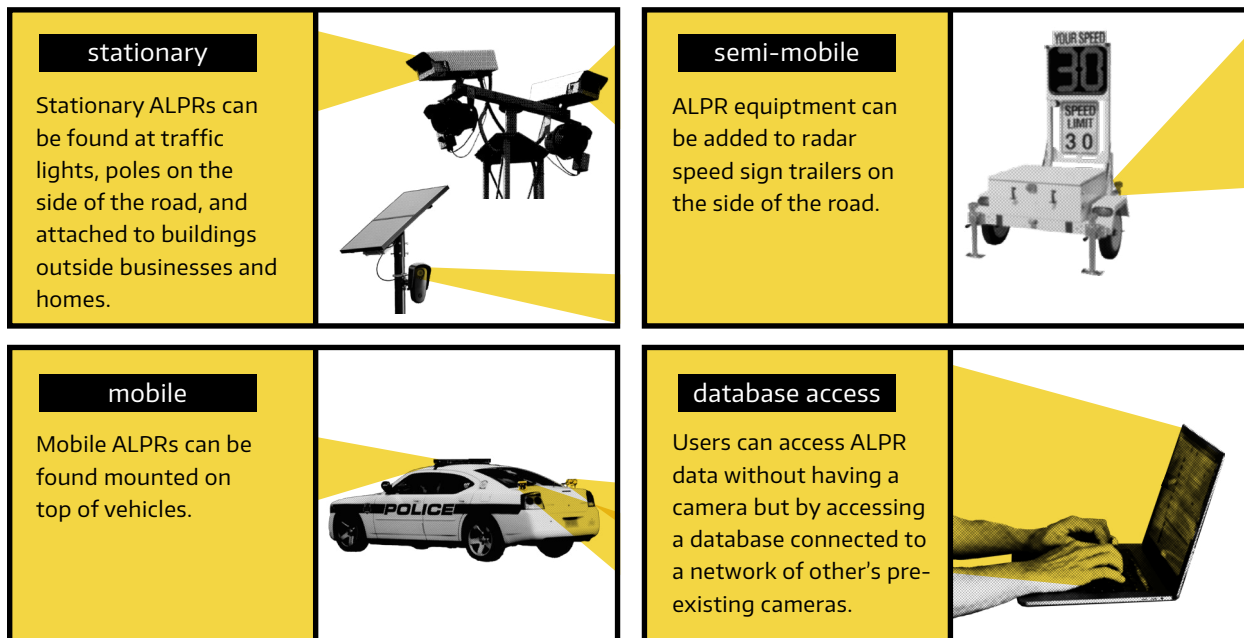 stationary
Stationary ALPRs can
be found at traffic
lights, poles on the
side of the road, and
attached to buildings
outside businesses and
homes.
semi-mobile
ALPR equiptment can
be added to radar
speed sign trailers on
the side of the road.
YOUR SPEED
30
SPEED
LIMIT
30
mobile
Mobile ALPRs can be
found mounted on
top of vehicles.
POLICE
database access
Users can access ALPR
data without having a
camera but by accessing
a database connected to
a network of other’s pre-
existing cameras.